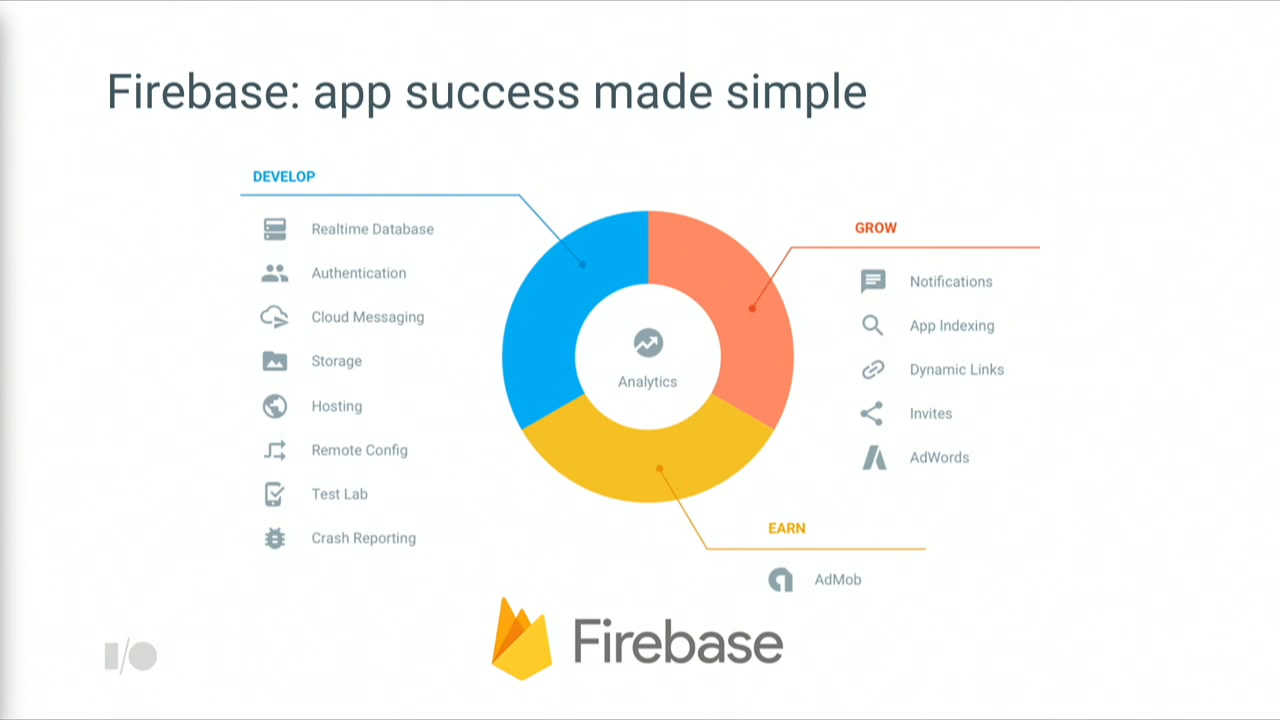 Firebase: app success made simple
DEVELOP
Realtime Database
Authentication
Cloud Messaging
Storage
Hosting
Remote Config
Test Lab
Crash Reporting
Analytics
GROW
Notifications
App Indexing
Dynamic Links
Invites
AdWords
EARN
AdMob
Firebase
I/O